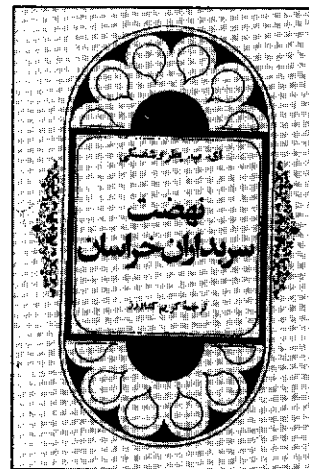 ای. پ. پطروشفسکی
نهضت
سربداران خراسان
ترجمه کریم کشاورز